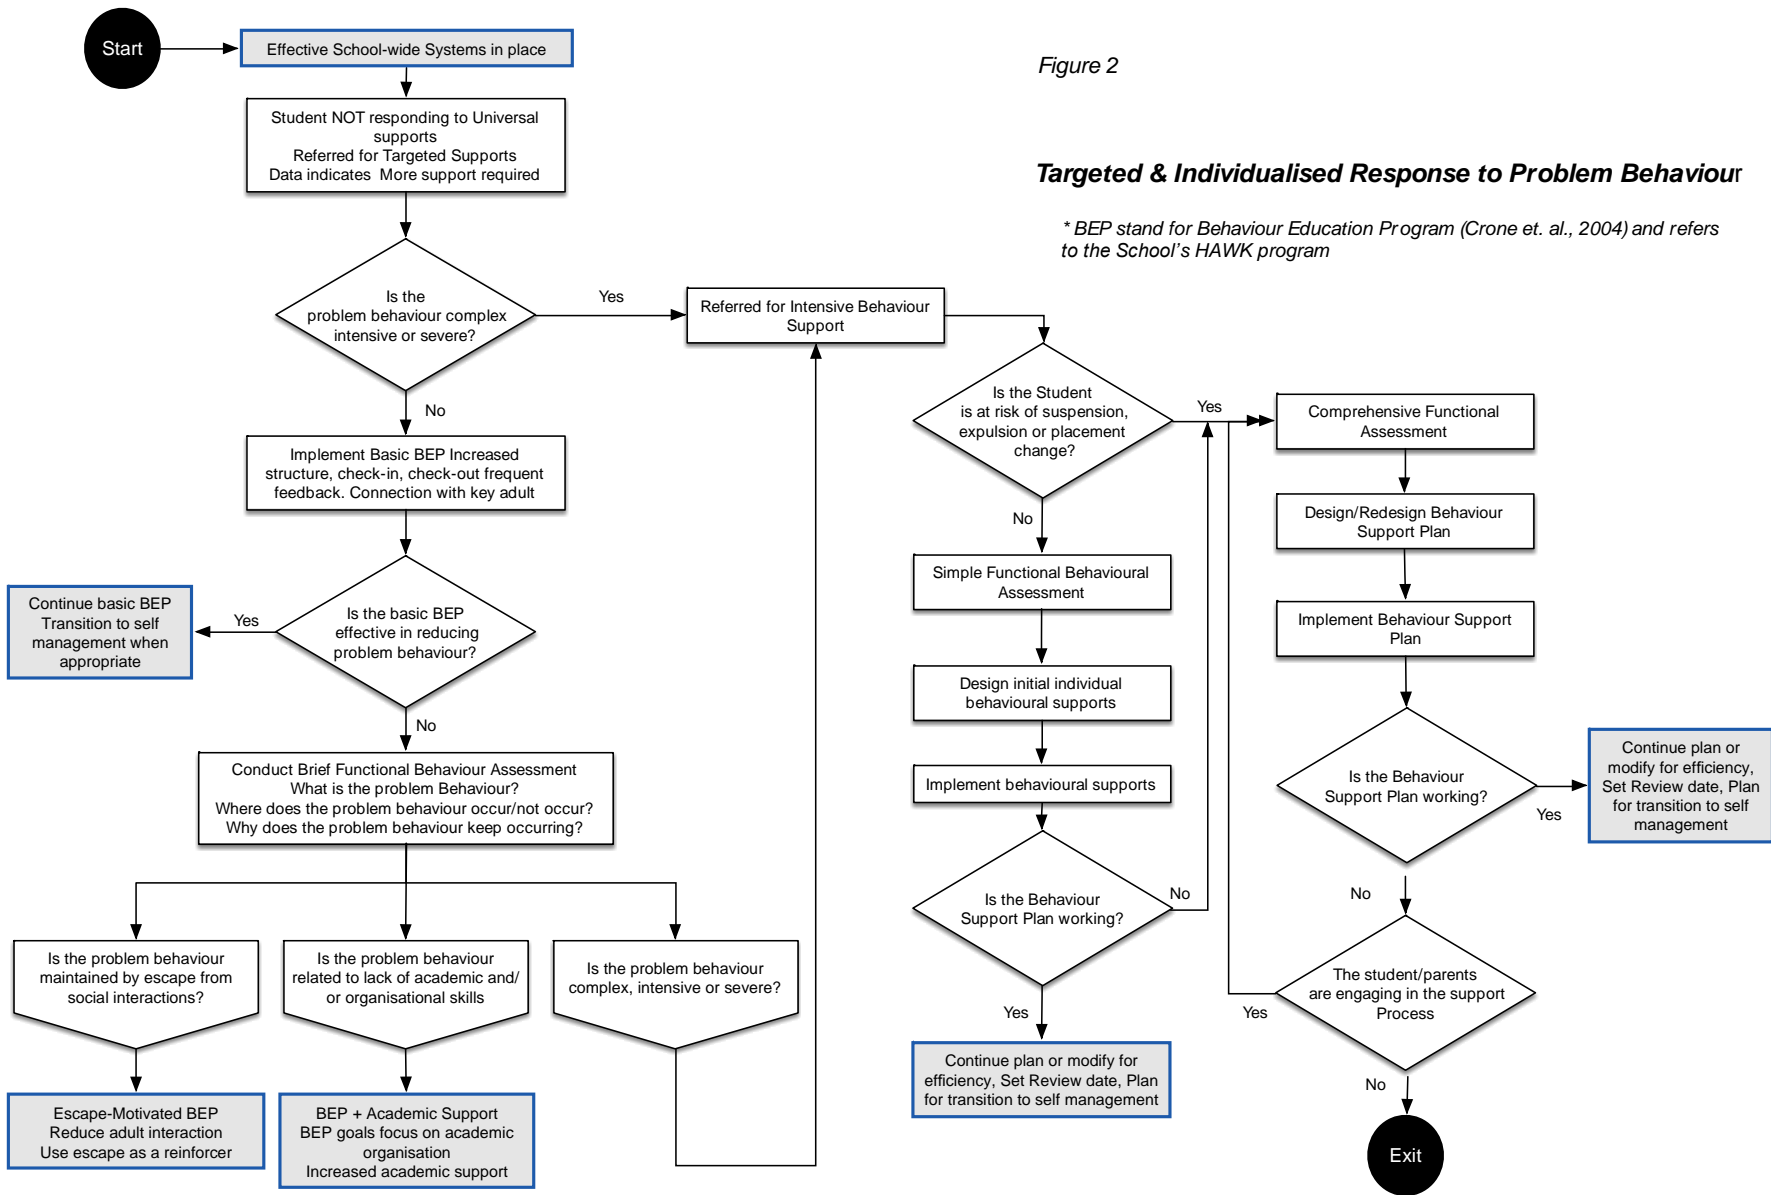 Start
Effective School-wide Systems in place
Figure 2
Student NOT responding to Universal
supports
Referred for Targeted Supports
Data indicates More support required
Targeted & Individualised Response to Problem Behaviour
* BEP stand for Behaviour Education Program (Crone et. al., 2004) and refers
to the School's HAWK program
Is the
problem behaviour complex
intensive or severe?
Yes
No
Referred for Intensive Behaviour
Support
Implement Basic BEP Increased
structure, check-in, check-out frequent
feedback. Connection with key adult
Is the basic BEP
effective in reducing
problem behaviour?
Yes
No
Continue basic BEP
Transition to self
management when
appropriate
Conduct Brief Functional Behaviour Assessment
What is the problem Behaviour?
Where does the problem behaviour occur/not occur?
Why does the problem behaviour keep occurring?
Is the problem behaviour
maintained by escape from
social interactions?
Is the problem behaviour
related to lack of academic and/
or organisational skills
Is the problem behaviour
complex, intensive or severe?
Escape-Motivated BEP
Reduce adult interaction
Use escape as a reinforcer
BEP + Academic Support
BEP goals focus on academic
organisation
Increased academic support
Is the Student
is at risk of suspension,
expulsion or placement
change?
Yes
No
Simple Functional Behavioural
Assessment
Design initial individual
behavioural supports
Implement behavioural supports
Is the Behaviour
Support Plan working?
No
Yes
Continue plan or modify for
efficiency, Set Review date, Plan
for transition to self management
Comprehensive Functional
Assessment
Design/Redesign Behaviour
Support Plan
Implement Behaviour Support
Plan
Is the Behaviour
Support Plan working?
Yes
No
Continue plan or
modify for efficiency,
Set Review date, Plan
for transition to self
management
The student/parents
are engaging in the support
Process
Yes
No
Exit